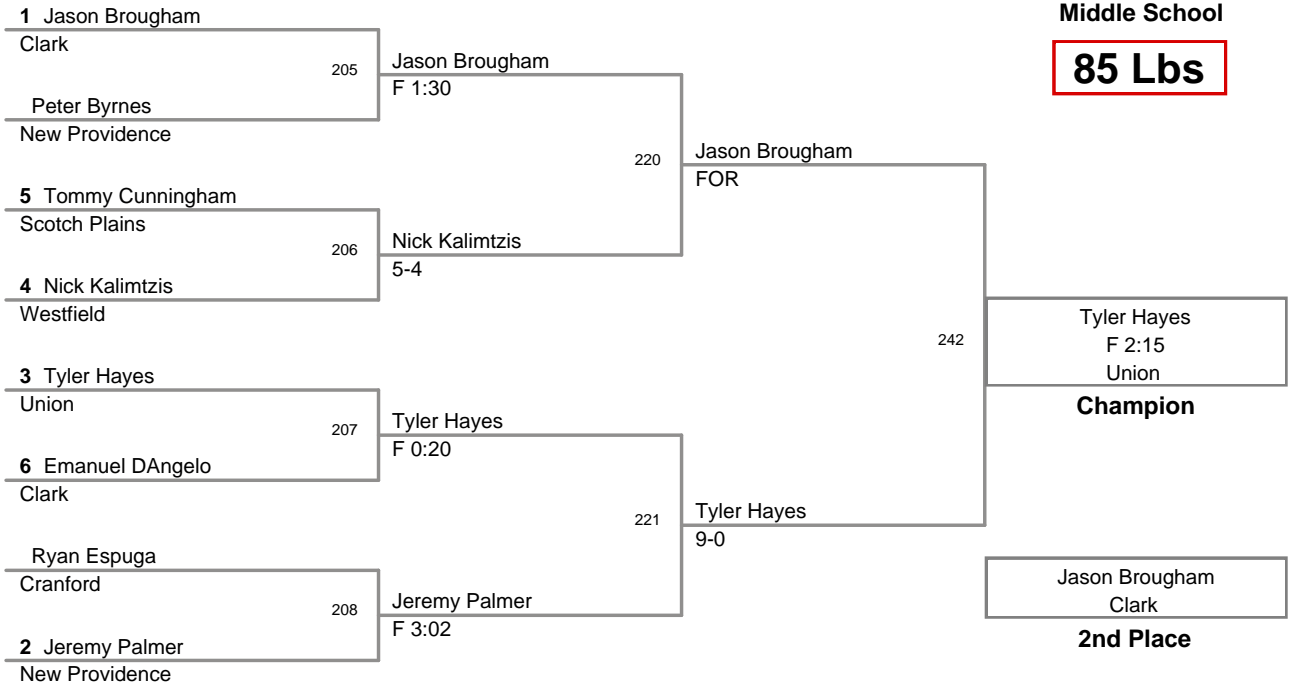 Middle School
85 Lbs
1 Jason Brougham
Clark
205
Peter Byrnes
New Providence
Jason Brougham
F 1:30
5 Tommy Cunningham
Scotch Plains
206
4 Nick Kalimtzis
Westfield
Nick Kalimtzis
5-4
220
Jason Brougham
FOR
3 Tyler Hayes
Union
207
6 Emanuel DAngelo
Clark
Tyler Hayes
F 0:20
Ryan Espuga
Cranford
208
2 Jeremy Palmer
New Providence
Jeremy Palmer
F 3:02
221
Tyler Hayes
9-0
242
Tyler Hayes
F 2:15
Union
Champion
Jason Brougham
Clark
2nd Place